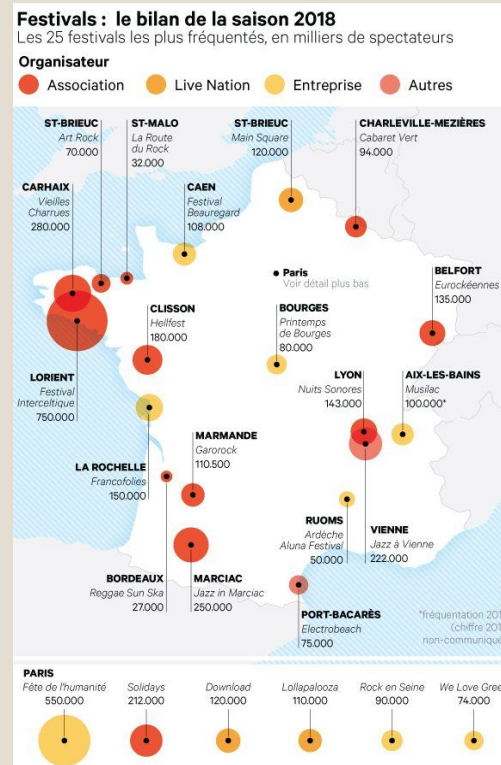 Festivals : le bilan de la saison 2018
Les 25 festivals les plus fréquentés, en milliers de spectateurs
Organisateur
Association
Live Nation
Entreprise
Autres
ST-BRIEUC
Art Rock
70.000
ST-MALO
La Route
du Rock
32.000
ST-BRIEUC
Main Square
120.000
CHARLEVILLE-MEZIÈRES
Cabaret Vert
94.000
CARHAIX
Vieilles
Charrues
280.000
CAEN
Festival
Beauregard
108.000
Paris
Voir détail plus bas
BELFORT
Eurockéennes
135.000
CLISSON
Hellfest
180.000
BOURGES
Printemps
de Bourges
80.000
LORIENT
Festival
Interceltique
750.000
LYON
Nuits Sonores
143.000
AIX-LES-BAINS
Musilac
100.000*
MARMANDE
Garorock
110.500
LA ROCHELLE
Francofolies
150.000
RUOMS
Ardèche
Aluna Festival
50.000
VIENNE
Jazz à Vienne
222.000
BORDEAUX
Reggae Sun Ska
27.000
MARCIAC
Jazz in Marciac
250.000
PORT-BACARÈS
Electrobeach
75.000
*fréquentation 201
(chiffre 201
non-communiqu
PARIS
Fête de l'humanité
550.000
Solidays
212.000
Download
120.000
Lollapalooza
110.000
Rock en Seine
90.000
We Love Gree
74.000